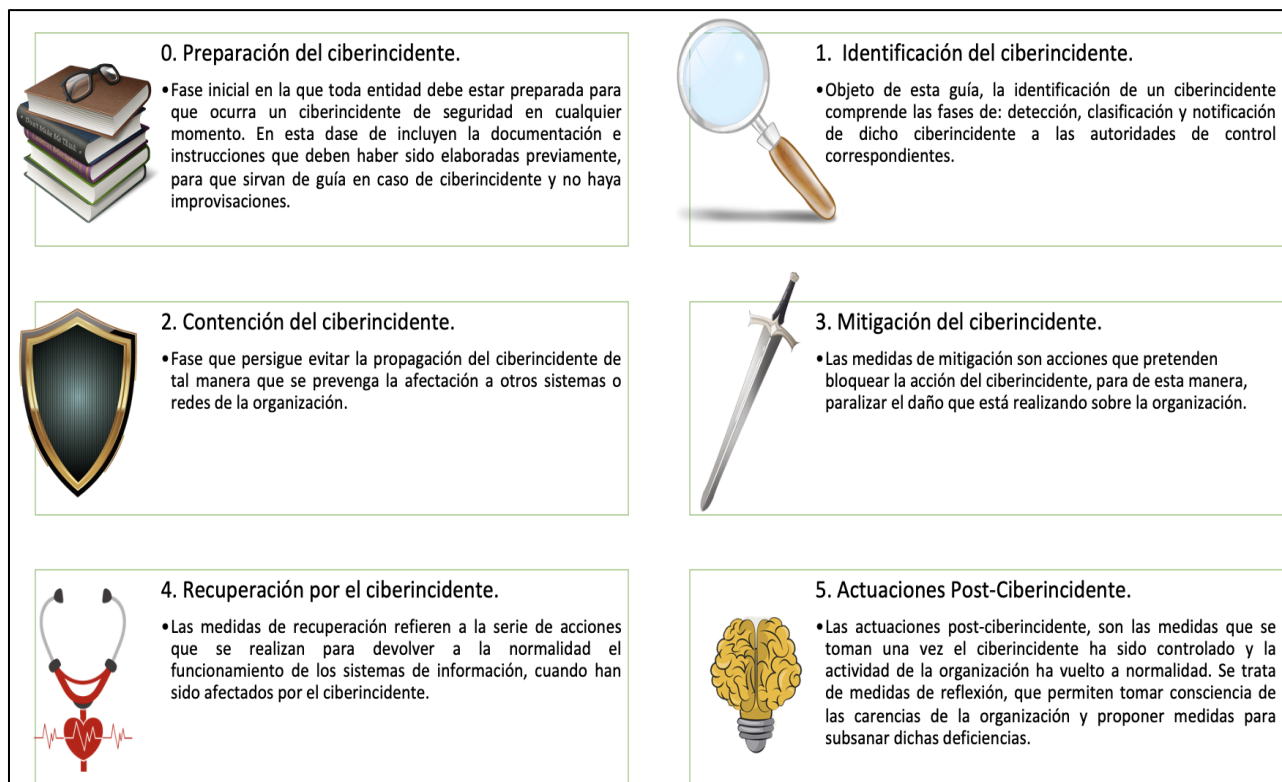 0. Preparación del ciberincidente.
•Fase inicial en la que toda entidad debe estar preparada para
que ocurra un ciberincidente de seguridad en cualquier
momento. En esta dase de incluyen la documentación e
instrucciones que deben haber sido elaboradas previamente,
para que sirvan de guía en caso de ciberincidente y no haya
improvisaciones.
1. Identificación del ciberincidente.
•Objeto de esta guía, la identificación de un ciberincidente
comprende las fases de: detección, clasificación y notificación
de dicho ciberincidente a las autoridades de control
correspondientes.
2. Contención del ciberincidente.
•Fase que persigue evitar la propagación del ciberincidente de
tal manera que se prevenga la afectación a otros sistemas o
redes de la organización.
3. Mitigación del ciberincidente.
•Las medidas de mitigación son acciones que pretenden
bloquear la acción del ciberincidente, para de esta manera,
paralizar el daño que está realizando sobre la organización.
4. Recuperación por el ciberincidente.
•Las medidas de recuperación refieren a la serie de acciones
que se realizan para devolver a la normalidad el
funcionamiento de los sistemas de información, cuando han
sido afectados por el ciberincidente.
5. Actuaciones Post-Ciberincidente.
•Las actuaciones post-ciberincidente, son las medidas que se
toman una vez el ciberincidente ha sido controlado y la
actividad de la organización ha vuelto a normalidad. Se trata
de medidas de reflexión, que permiten tomar consciencia de
las carencias de la organización y proponer medidas para
subsanar dichas deficiencias.